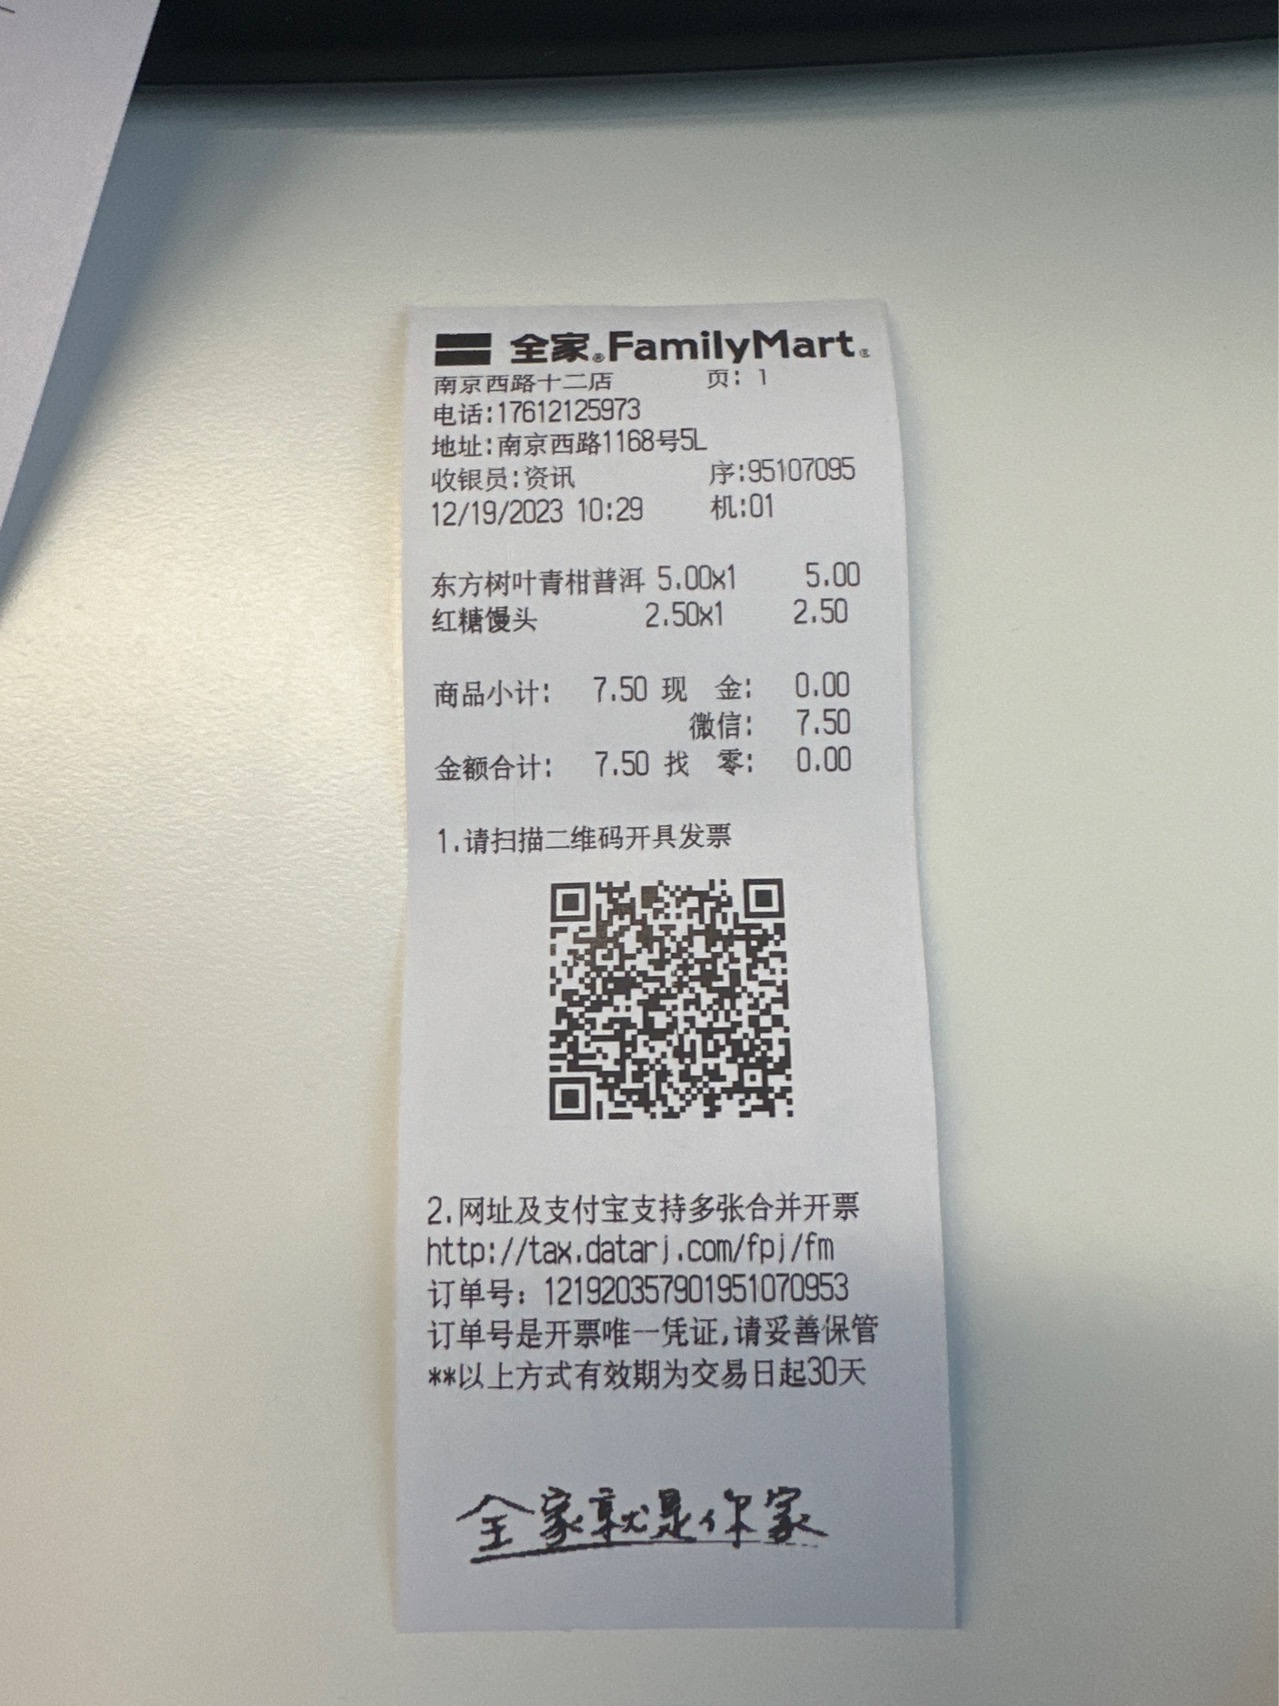 全家®FamilyMart®
南京西路十二店 页: 1
电话:17612125973
地址:南京西路1168号5L
收银员:资讯 序:95107095
12/19/2023 10:29 机:01
东方树叶青柑普洱 5.00x1 5.00
红糖馒头 2.50x1 2.50
商品小计: 7.50 现 金: 0.00
微信: 7.50
金额合计: 7.50 找 零: 0.00
1.请扫描二维码开具发票
2.网址及支付宝支持多张合并开票
http://tax.datarj.com/fpj/fm
订单号: 121920357901951070953
订单号是开票唯一凭证,请妥善保管
**以上方式有效期为交易日起30天
全家就是你家